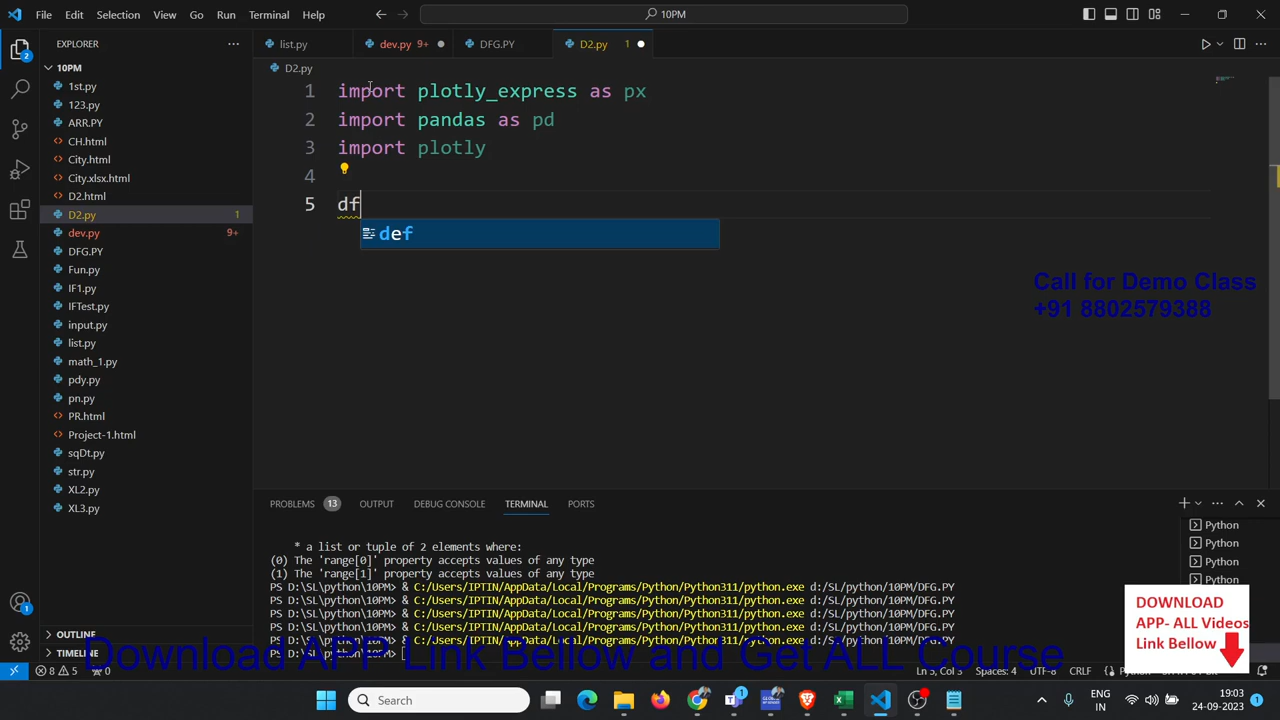 File Edit Selection View Go Run Terminal Help
10PM
EXPLORER
list.py
dev.py 9+
DFG.PY
D2.py 1
10PM
D2.py
1st.py
123.py
ARR.PY
CH.html
City.html
City.xlsx.html
D2.html
D2.py 1
dev.py 9+
DFG.PY
Fun.py
IF1.py
IFTest.py
input.py
list.py
math_1.py
pdy.py
pn.py
PR.html
Project-1.html
sqDt.py
str.py
XL2.py
XL3.py
OUTLINE
TIMELINE
2
1
1 import plotly_express as px
2 import pandas as pd
3 import plotly
4
5 df
def
Call for Demo Class
+91 8802579388
PROBLEMS 13 OUTPUT DEBUG CONSOLE TERMINAL PORTS
* a list or tuple of 2 elements where:
(0) The 'range[0]' property accepts values of any type
(1) The 'range[1]' property accepts values of any type
PS D:\SL\python\10PM> & C:/Users/IPTIN/AppData/Local/Programs/Python/Python311/python.exe d:/SL/python/10PM/DFG.PY
PS D:\SL\python\10PM> & C:/Users/IPTIN/AppData/Local/Programs/Python/Python311/python.exe d:/SL/python/10PM/DFG.PY
PS D:\SL\python\10PM> & C:/Users/IPTIN/AppData/Local/Programs/Python/Python311/python.exe d:/SL/python/10PM/DFG.PY
PS D:\SL\python\10PM> & C:/Users/IPTIN/AppData/Local/Programs/Python/Python311/python.exe d:/SL/python/10PM/DFG.PY
PS D:\SL\python\10PM> & C:/Users/IPTIN/AppData/Local/Programs/Python/Python311/python.exe d:/SL/python/10PM/DFG.PY
PS D:\SL\python\10PM>
Python
Python
Python
Python
DOWNLOAD
APP- ALL Videos
Link Bellow
Download APP Link Bellow and Get ALL Course
8 5 0
Ln 5, Col 3 Spaces: 4 UTF-8 CRLF Python
Search
ENG
IN
19:03
24-09-2023